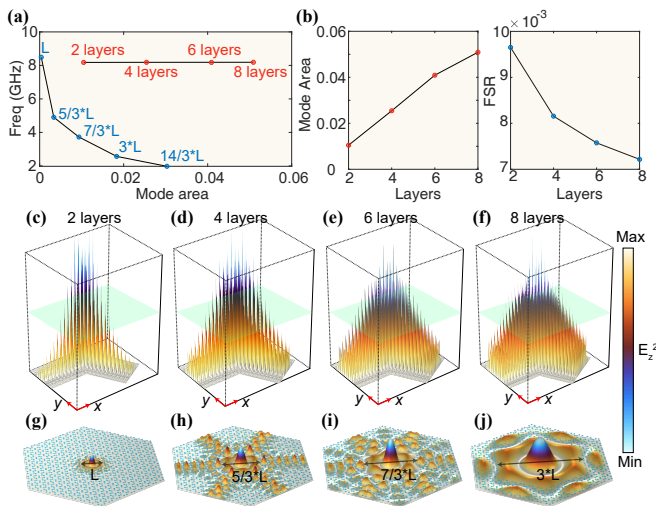 (a)
10
8
6
4
2
Freq (GHz)
L
2 layers
4 layers
6 layers
8 layers
5/3*L
7/3*L
3*L
14/3*L
0
0.02
0.04
0.06
Mode area
(b)
0.06
0.04
0.02
0
Mode Area
2
4
6
8
Layers
10 × 10⁻³
9
8
7
FSR
2
4
6
8
Layers
(c) 2 layers
(d) 4 layers
(e) 6 layers
(f) 8 layers
y x
y x
y x
y x
Max
E_z²
Min
(g)
L
(h)
5/3*L
(i)
7/3*L
(j)
3*L